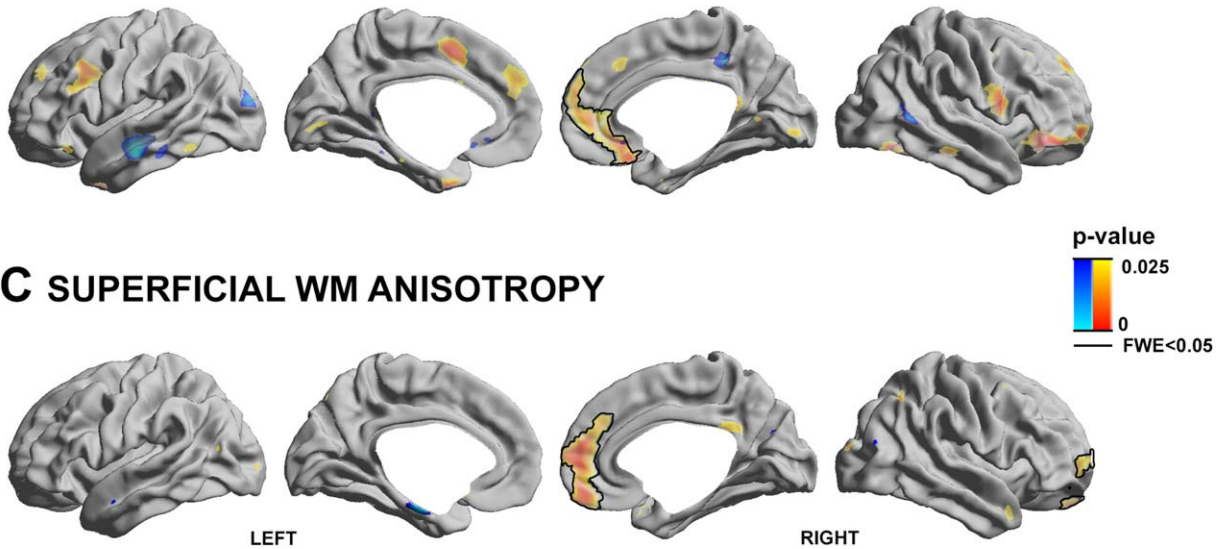 p-value
0.025
0
FWE<0.05
C SUPERFICIAL WM ANISOTROPY
LEFT
RIGHT